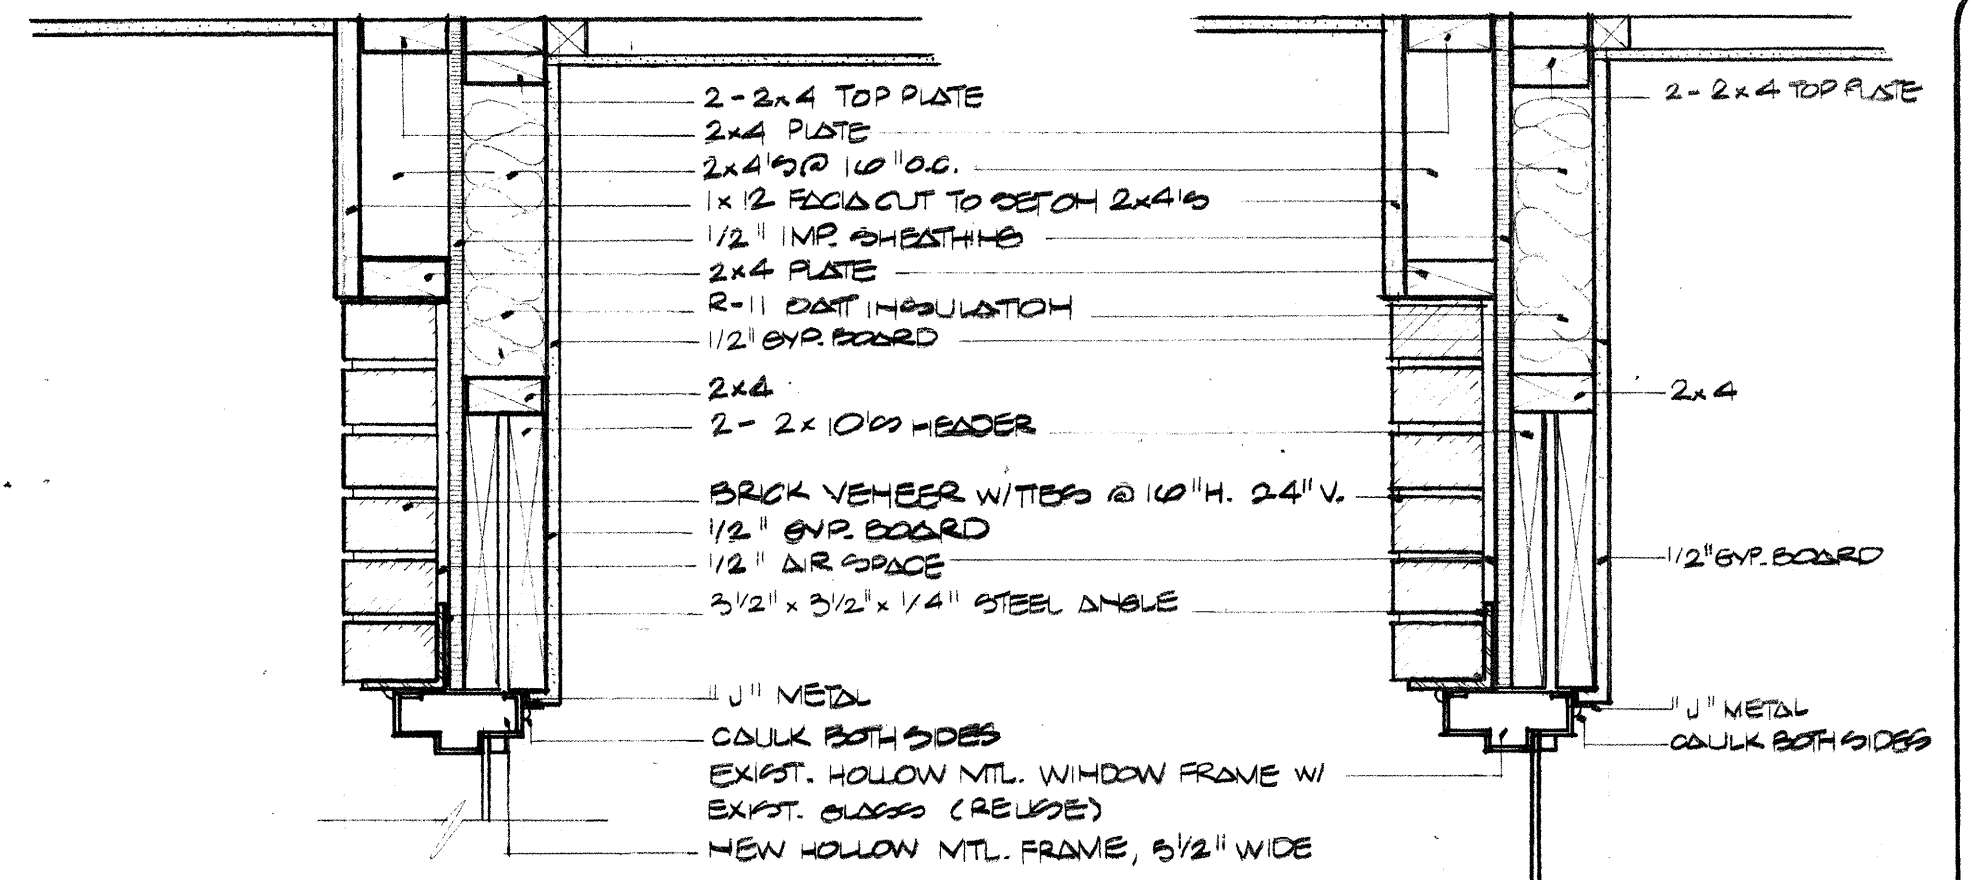 2-2x4 TOP PLATE
2x4 PLATE
2x4'S @ 16" O.C.
1x12 FACIA CUT TO SET ON 2x4'S
1/2" IMP. SHEATHING
2x4 PLATE
R-11 BATT INSULATION
1/2" GYP. BOARD
2x4
2- 2x10'S HEADER
BRICK VENEER W/TIES @ 16"H. 24"V.
1/2" GYP. BOARD
1/2" AIR SPACE
3 1/2" x 3 1/2" x 1/4" STEEL ANGLE
"J" METAL
CAULK BOTH SIDES
EXIST. HOLLOW MTL. WINDOW FRAME W/
EXIST. GLASS (REUSE)
NEW HOLLOW MTL. FRAME, 5 1/2" WIDE
2- 2x4 TOP PLATE
2x4
1/2" GYP. BOARD
"J" METAL
CAULK BOTH SIDES